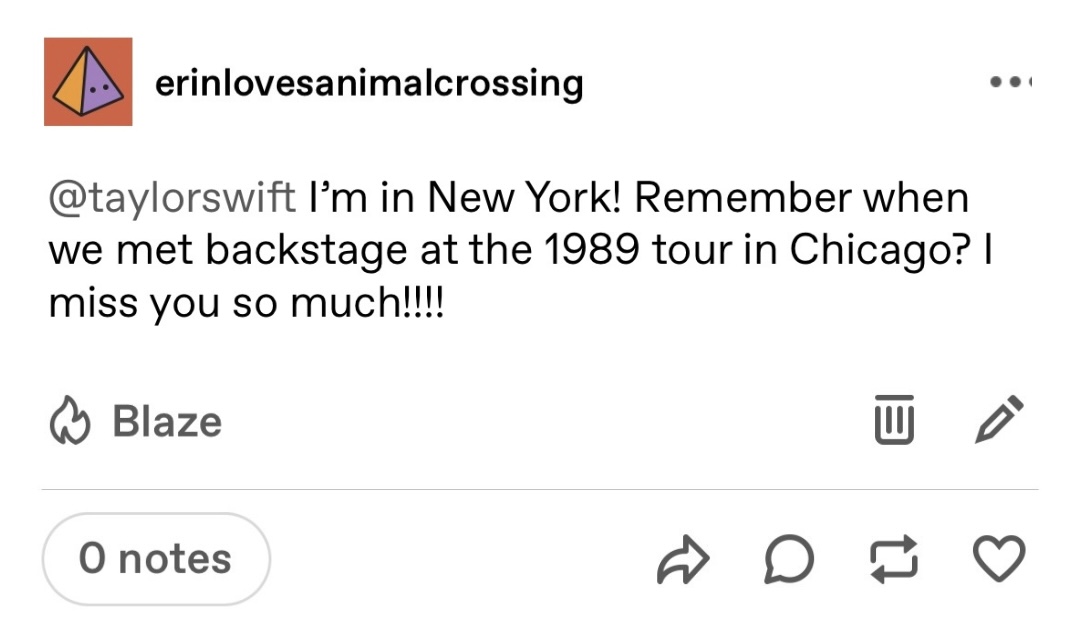 erinlovesanimalcrossing
@taylorswift I’m in New York! Remember when
we met backstage at the 1989 tour in Chicago? I
miss you so much!!!!
Blaze
0 notes